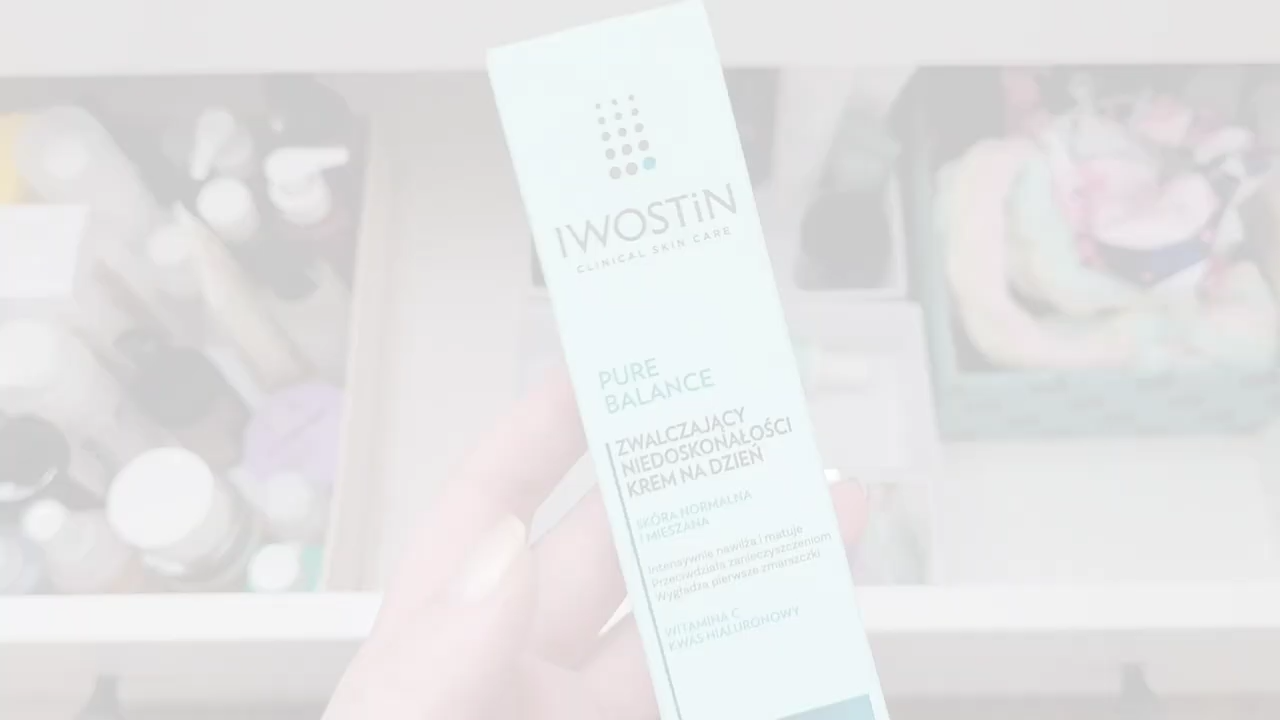 IWOSTiN
CLINICAL SKIN CARE
PURE
BALANCE
ZWALCZAJĄCY
NIEDOSKONAŁOŚCI
KREM NA DZIEŃ
SKÓRA NORMALNA
I MIESZANA
Intensywnie nawilża i matuje
Przeciwdziała zanieczyszczeniom
Wygładza pierwsze zmarszczki
WITAMINA C
KWAS HIALURONOWY